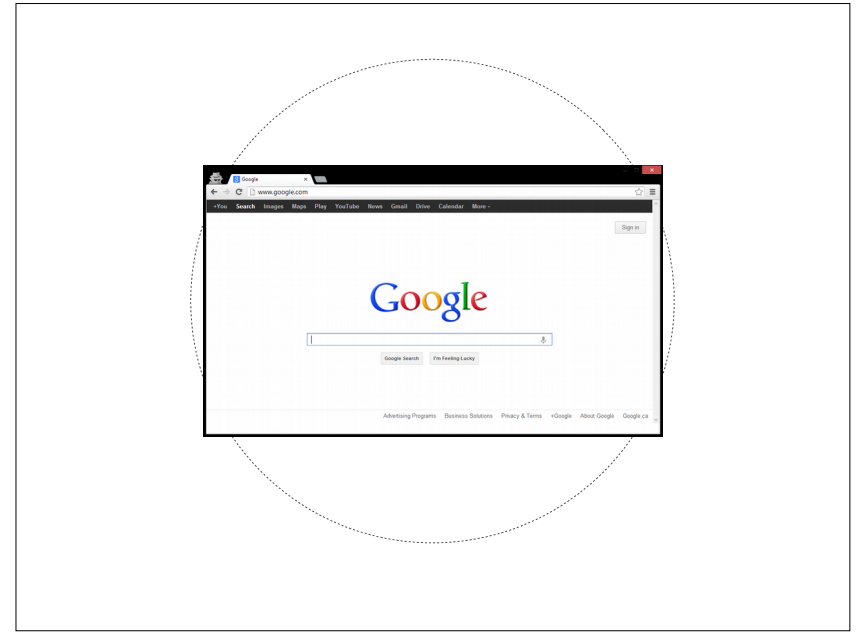 Google
www.google.com
+You Search Images Maps Play YouTube News Gmail Drive Calendar More
Sign in
Google
Google Search I'm Feeling Lucky
Advertising Programs Business Solutions Privacy & Terms +Google About Google Google.ca